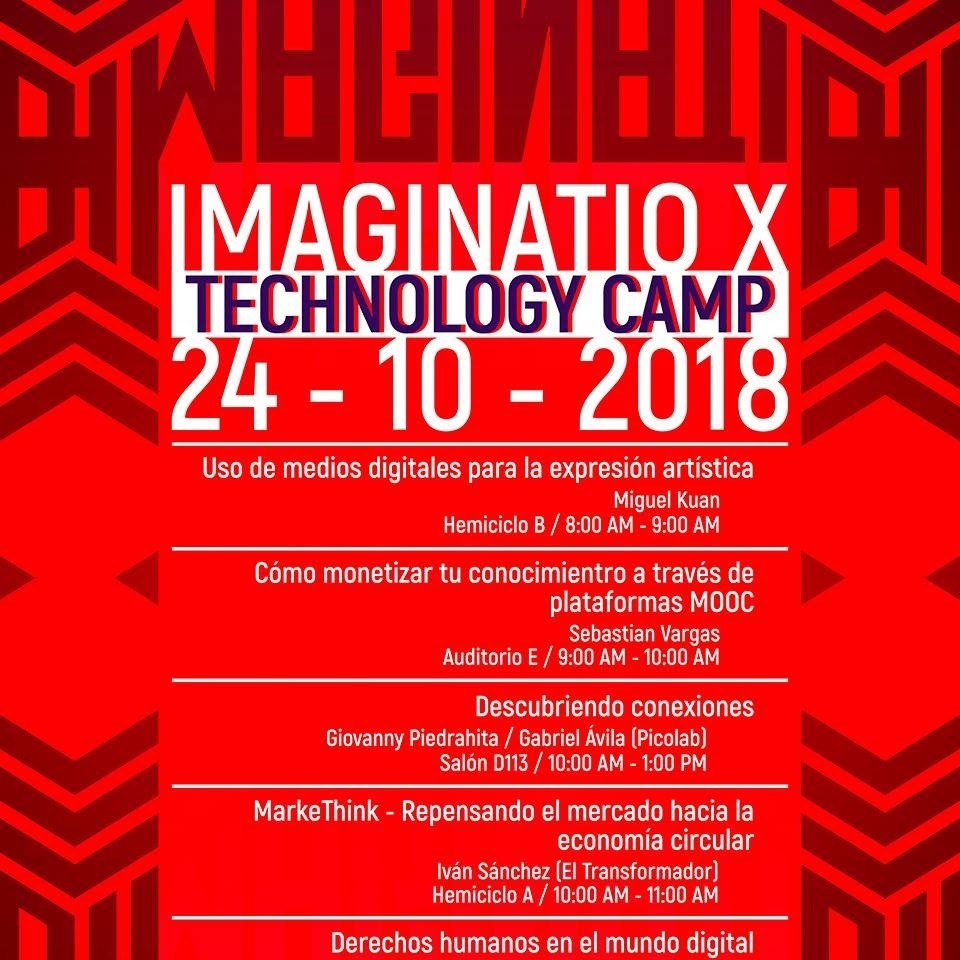 IMAGINATIO X
TECHNOLOGY CAMP
24 - 10 - 2018
Uso de medios digitales para la expresión artística
Miguel Kuan
Hemiciclo B / 8:00 AM - 9:00 AM
Cómo monetizar tu conocimientro a través de
plataformas MOOC
Sebastian Vargas
Auditorio E / 9:00 AM - 10:00 AM
Descubriendo conexiones
Giovanny Piedrahita / Gabriel Ávila (Picolab)
Salón D113 / 10:00 AM - 1:00 PM
MarkeThink - Repensando el mercado hacia la
economía circular
Iván Sánchez (El Transformador)
Hemiciclo A / 10:00 AM - 11:00 AM
Derechos humanos en el mundo digital